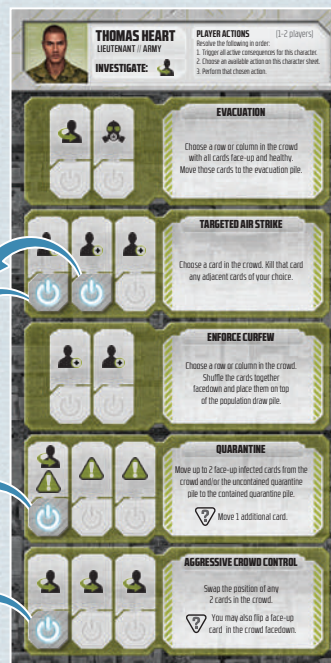 THOMAS HEART
LIEUTENANT // ARMY
INVESTIGATE:
PLAYER ACTIONS (1-2 players)
Resolve the following in order:
1. Trigger all active consequences for this character.
2. Choose an available action on this character sheet.
3. Perform that chosen action.
EVACUATION
Choose a row or column in the crowd
with all cards face-up and healthy.
Move those cards to the evacuation pile.
TARGETED AIR STRIKE
Choose a card in the crowd. Kill that card
any adjacent cards of your choice.
ENFORCE CURFEW
Choose a row or column in the crowd.
Shuffle the cards together
facedown and place them on top
of the population draw pile.
QUARANTINE
Move up to 2 face-up infected cards from the
crowd and/or the uncontained quarantine
pile to the contained quarantine pile.
? Move 1 additional card.
AGGRESSIVE CROWD CONTROL
Swap the position of any
2 cards in the crowd.
? You may also flip a face-up
card in the crowd facedown.